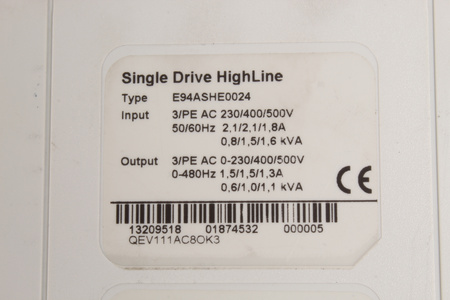 Single Drive HighLine
Type E94ASHE0024
Input 3/PE AC 230/400/500V
50/60Hz 2,1/2,1/1,8A
0,8/1,5/1,6 kVA
Output 3/PE AC 0-230/400/500V
0-480Hz 1,5/1,5/1,3A
0,6/1,0/1,1 kVA
CE
13209518 01874532 000005
QEV111AC8OK3